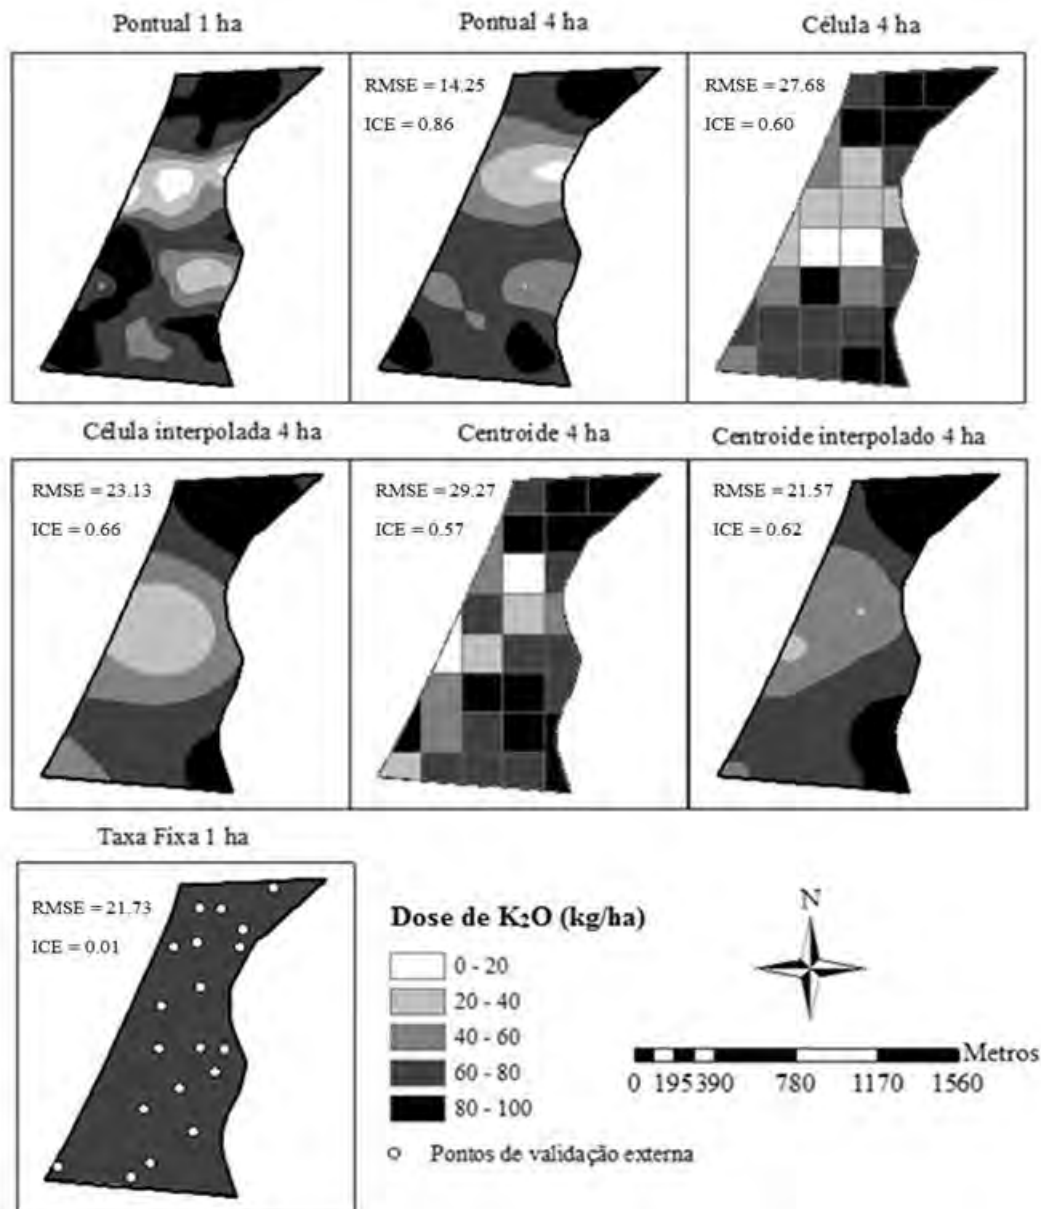 Pontual 1 ha
Pontual 4 ha
Célula 4 ha
RMSE = 14.25
ICE = 0.86
RMSE = 27.68
ICE = 0.60
Célula interpolada 4 ha
Centroide 4 ha
Centroide interpolado 4 ha
RMSE = 23.13
ICE = 0.66
RMSE = 29.27
ICE = 0.57
RMSE = 21.57
ICE = 0.62
Taxa Fixa 1 ha
RMSE = 21.73
ICE = 0.01
Dose de K₂O (kg/ha)
0 - 20
20 - 40
40 - 60
60 - 80
80 - 100
Pontos de validação externa
N
Metros
0 195 390 780 1170 1560